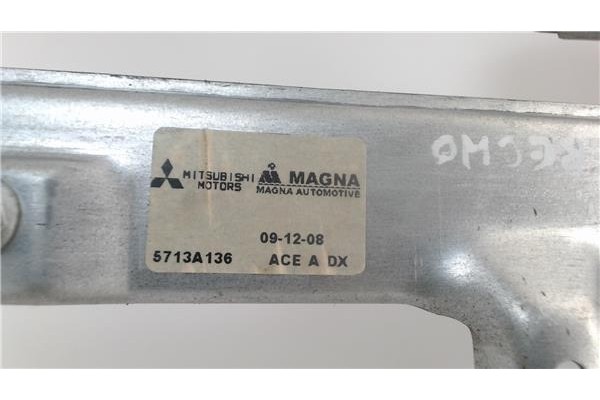 MITSUBISHI MOTORS
MAGNA
MAGNA AUTOMOTIVE
09-12-08
5713A136 ACE A DX